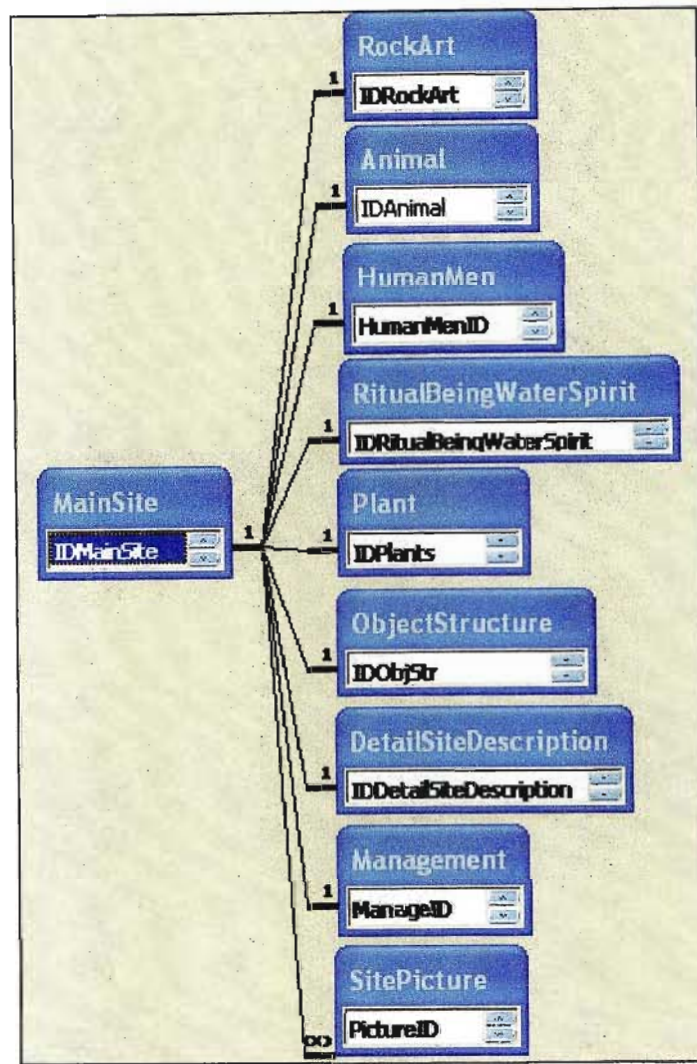 RockArt
1
IDRockArt
Animal
1
IDAnimal
HumanMen
1
HumanMenID
RitualBeingWaterSpirit
1
IDRitualBeingWaterSpirit
MainSite
1
IDMainSite
Plant
1
IDPlants
ObjectStructure
1
IDObjStr
DetailSiteDescription
1
IDDetailSiteDescription
Management
1
ManageID
SitePicture
∞
PictureID